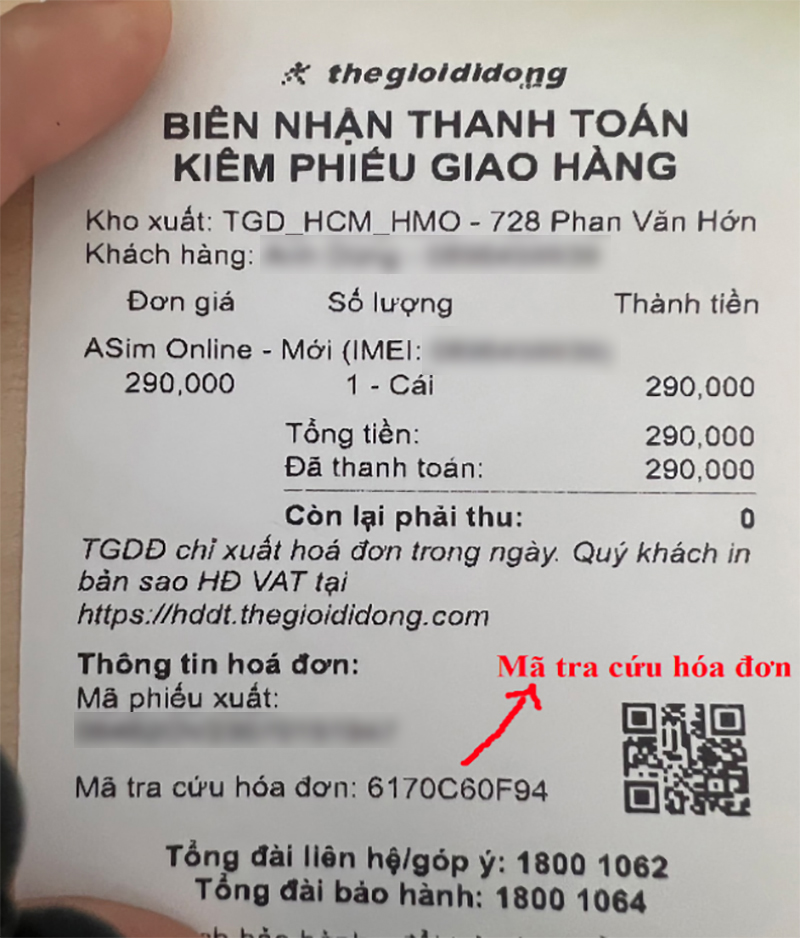 thegioididong
BIÊN NHẬN THANH TOÁN
KIÊM PHIẾU GIAO HÀNG
Kho xuất: TGD_HCM_HMO - 728 Phan Văn Hớn
Khách hàng:
Đơn giá Số lượng Thành tiền
ASim Online - Mới (IMEI:
290,000 1 - Cái 290,000
Tổng tiền: 290,000
Đã thanh toán: 290,000
Còn lại phải thu: 0
TGDĐ chỉ xuất hoá đơn trong ngày. Quý khách in
bản sao HĐ VAT tại
https://hddt.thegioididong.com
Thông tin hoá đơn:
Mã tra cứu hóa đơn
Mã phiếu xuất:
Mã tra cứu hóa đơn: 6170C60F94
Tổng đài liên hệ/góp ý: 1800 1062
Tổng đài bảo hành: 1800 1064